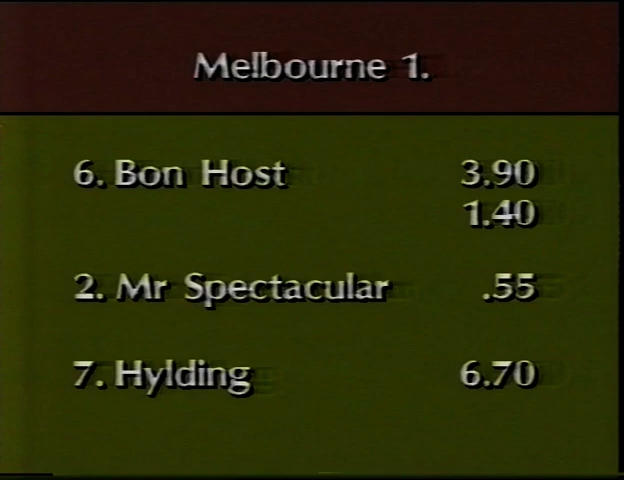 Melbourne 1.
6. Bon Host 3.90
1.40
2. Mr Spectacular .55
7. Hylding 6.70